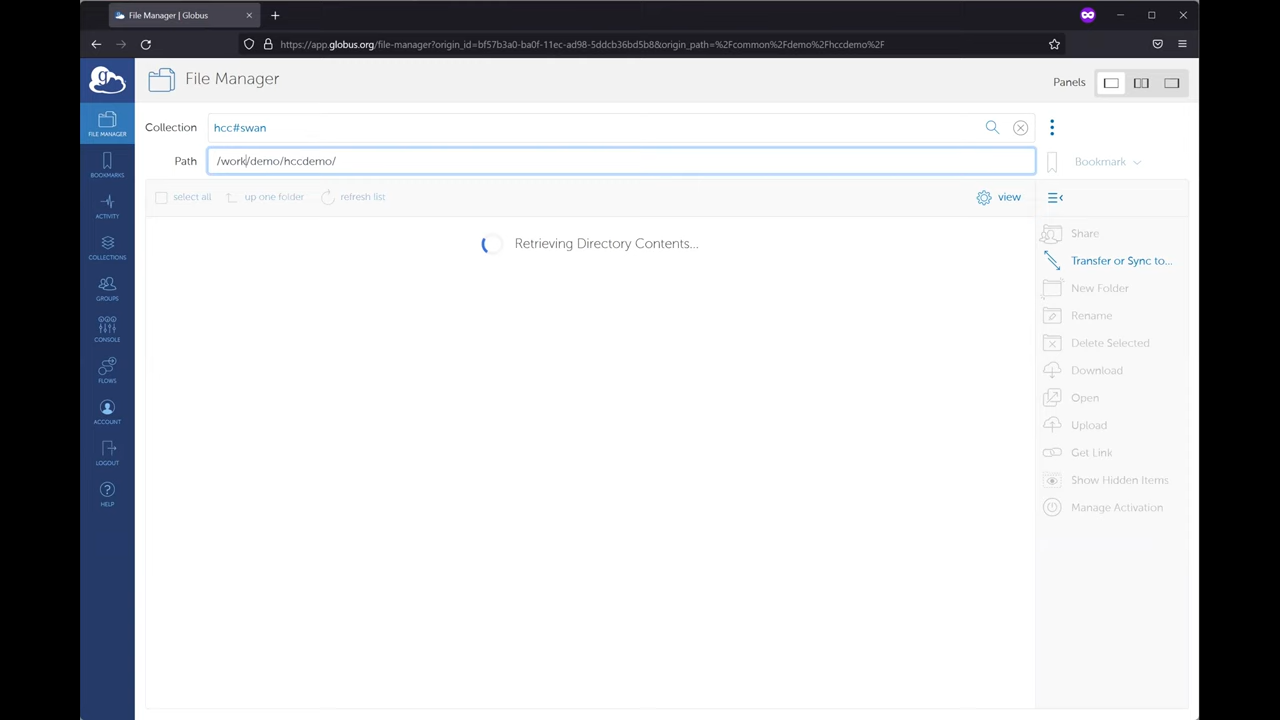 File Manager | Globus
https://app.globus.org/file-manager?origin_id=bf57b3a0-ba0f-11ec-ad98-5ddcb36bd5b8&origin_path=%2Fcommon%2Fdemo%2Fhccdemo%2F
g
File Manager
Panels
FILE MANAGER
BOOKMARKS
ACTIVITY
COLLECTIONS
GROUPS
CONSOLE
FLOWS
ACCOUNT
LOGOUT
HELP
Collection
hcc#swan
Path
/work/demo/hccdemo/
Bookmark
select all
up one folder
refresh list
view
Retrieving Directory Contents...
Share
Transfer or Sync to...
New Folder
Rename
Delete Selected
Download
Open
Upload
Get Link
Show Hidden Items
Manage Activation